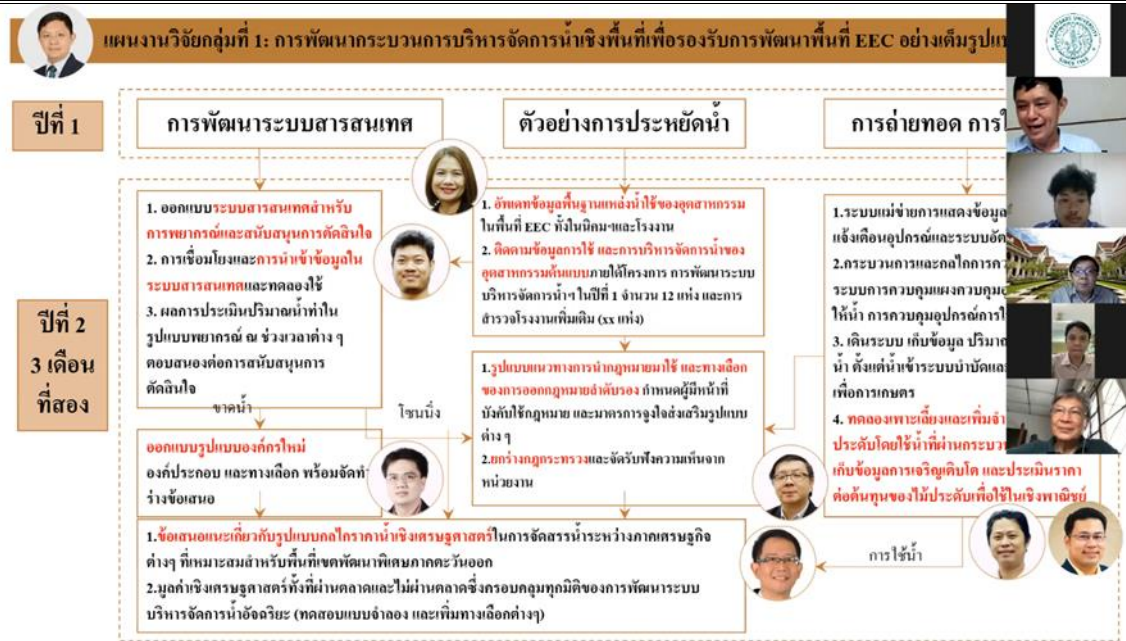 แผนงานวิจัยกลุ่มที่ 1: การพัฒนากระบวนการบริหารจัดการน้ำเชิงพื้นที่เพื่อรองรับการพัฒนาพื้นที่ EEC อย่างเต็มรูปแบ
ปีที่ 1
การพัฒนาระบบสารสนเทศ
ตัวอย่างการประหยัดน้ำ
การถ่ายทอด การใ
ปีที่ 2
3 เดือน
ที่สอง
1. ออกแบบระบบสารสนเทศสำหรับ
การพยากรณ์และสนับสนุนการตัดสินใจ
2. การเชื่อมโยงและการนำเข้าข้อมูลใน
ระบบสารสนเทศและทดลองใช้
3. ผลการประเมินปริมาณน้ำท่าใน
รูปแบบพยากรณ์ ณ ช่วงเวลาต่าง ๆ
ตอบสนองต่อการสนับสนุนการ
ตัดสินใจ
1. อัพเดทข้อมูลพื้นฐานแหล่งน้ำใช้ของอุตสาหกรรม
ในพื้นที่ EEC ทั้งในนิคมฯและโรงงาน
2. ติดตามข้อมูลการใช้ และการบริหารจัดการน้ำของ
อุตสาหกรรมต้นแบบภายใต้โครงการ การพัฒนาระบบ
บริหารจัดการน้ำฯ ในปีที่ 1 จำนวน 12 แห่ง และการ
สำรวจโรงงานเพิ่มเติม (xx แห่ง)
1.ระบบแม่ข่ายการแสดงข้อมูล
แจ้งเตือนอุปกรณ์และระบบอัต
2.กระบวนการและกลไกการค
ระบบการควบคุมแผงควบคุม
ให้น้ำ การควบคุมอุปกรณ์การใ
3. เดินระบบ เก็บข้อมูล ปริมาณ
น้ำ ตั้งแต่น้ำเข้าระบบบำบัดและ
เพื่อการเกษตร
4. ทดลองเพาะเลี้ยงและเพิ่มจำ
ประดับโดยใช้น้ำที่ผ่านกระบว
เก็บข้อมูลการเจริญเติบโต และประเมินราคา
ต่อต้นทุนของไม้ประดับเพื่อใช้ในเชิงพาณิชย์
ขาดน้ำ
โซนนิ่ง
1.รูปแบบแนวทางการนำกฎหมายมาใช้ และทางเลือก
ของการออกกฎหมายลำดับรอง กำหนดผู้มีหน้าที่
บังคับใช้กฎหมาย และมาตรการจูงใจส่งเสริมรูปแบบ
ต่าง ๆ
2.ยกร่างกฎกระทรวงและจัดรับฟังความเห็นจาก
หน่วยงาน
ออกแบบรูปแบบองค์กรใหม่
องค์ประกอบ และทางเลือก พร้อมจัดทำ
ร่างข้อเสนอ
1.ข้อเสนอแนะเกี่ยวกับรูปแบบกลไกราคาน้ำเชิงเศรษฐศาสตร์ในการจัดสรรน้ำระหว่างภาคเศรษฐกิจ
ต่างๆ ที่เหมาะสมสำหรับพื้นที่เขตพัฒนาพิเศษภาคตะวันออก
2.มูลค่าเชิงเศรษฐศาสตร์ทั้งที่ผ่านตลาดและไม่ผ่านตลาดซึ่งครอบคลุมทุกมิติของการพัฒนาระบบ
บริหารจัดการน้ำอัจฉริยะ (ทดสอบแบบจำลอง และเพิ่มทางเลือกต่างๆ)
การใช้น้ำ